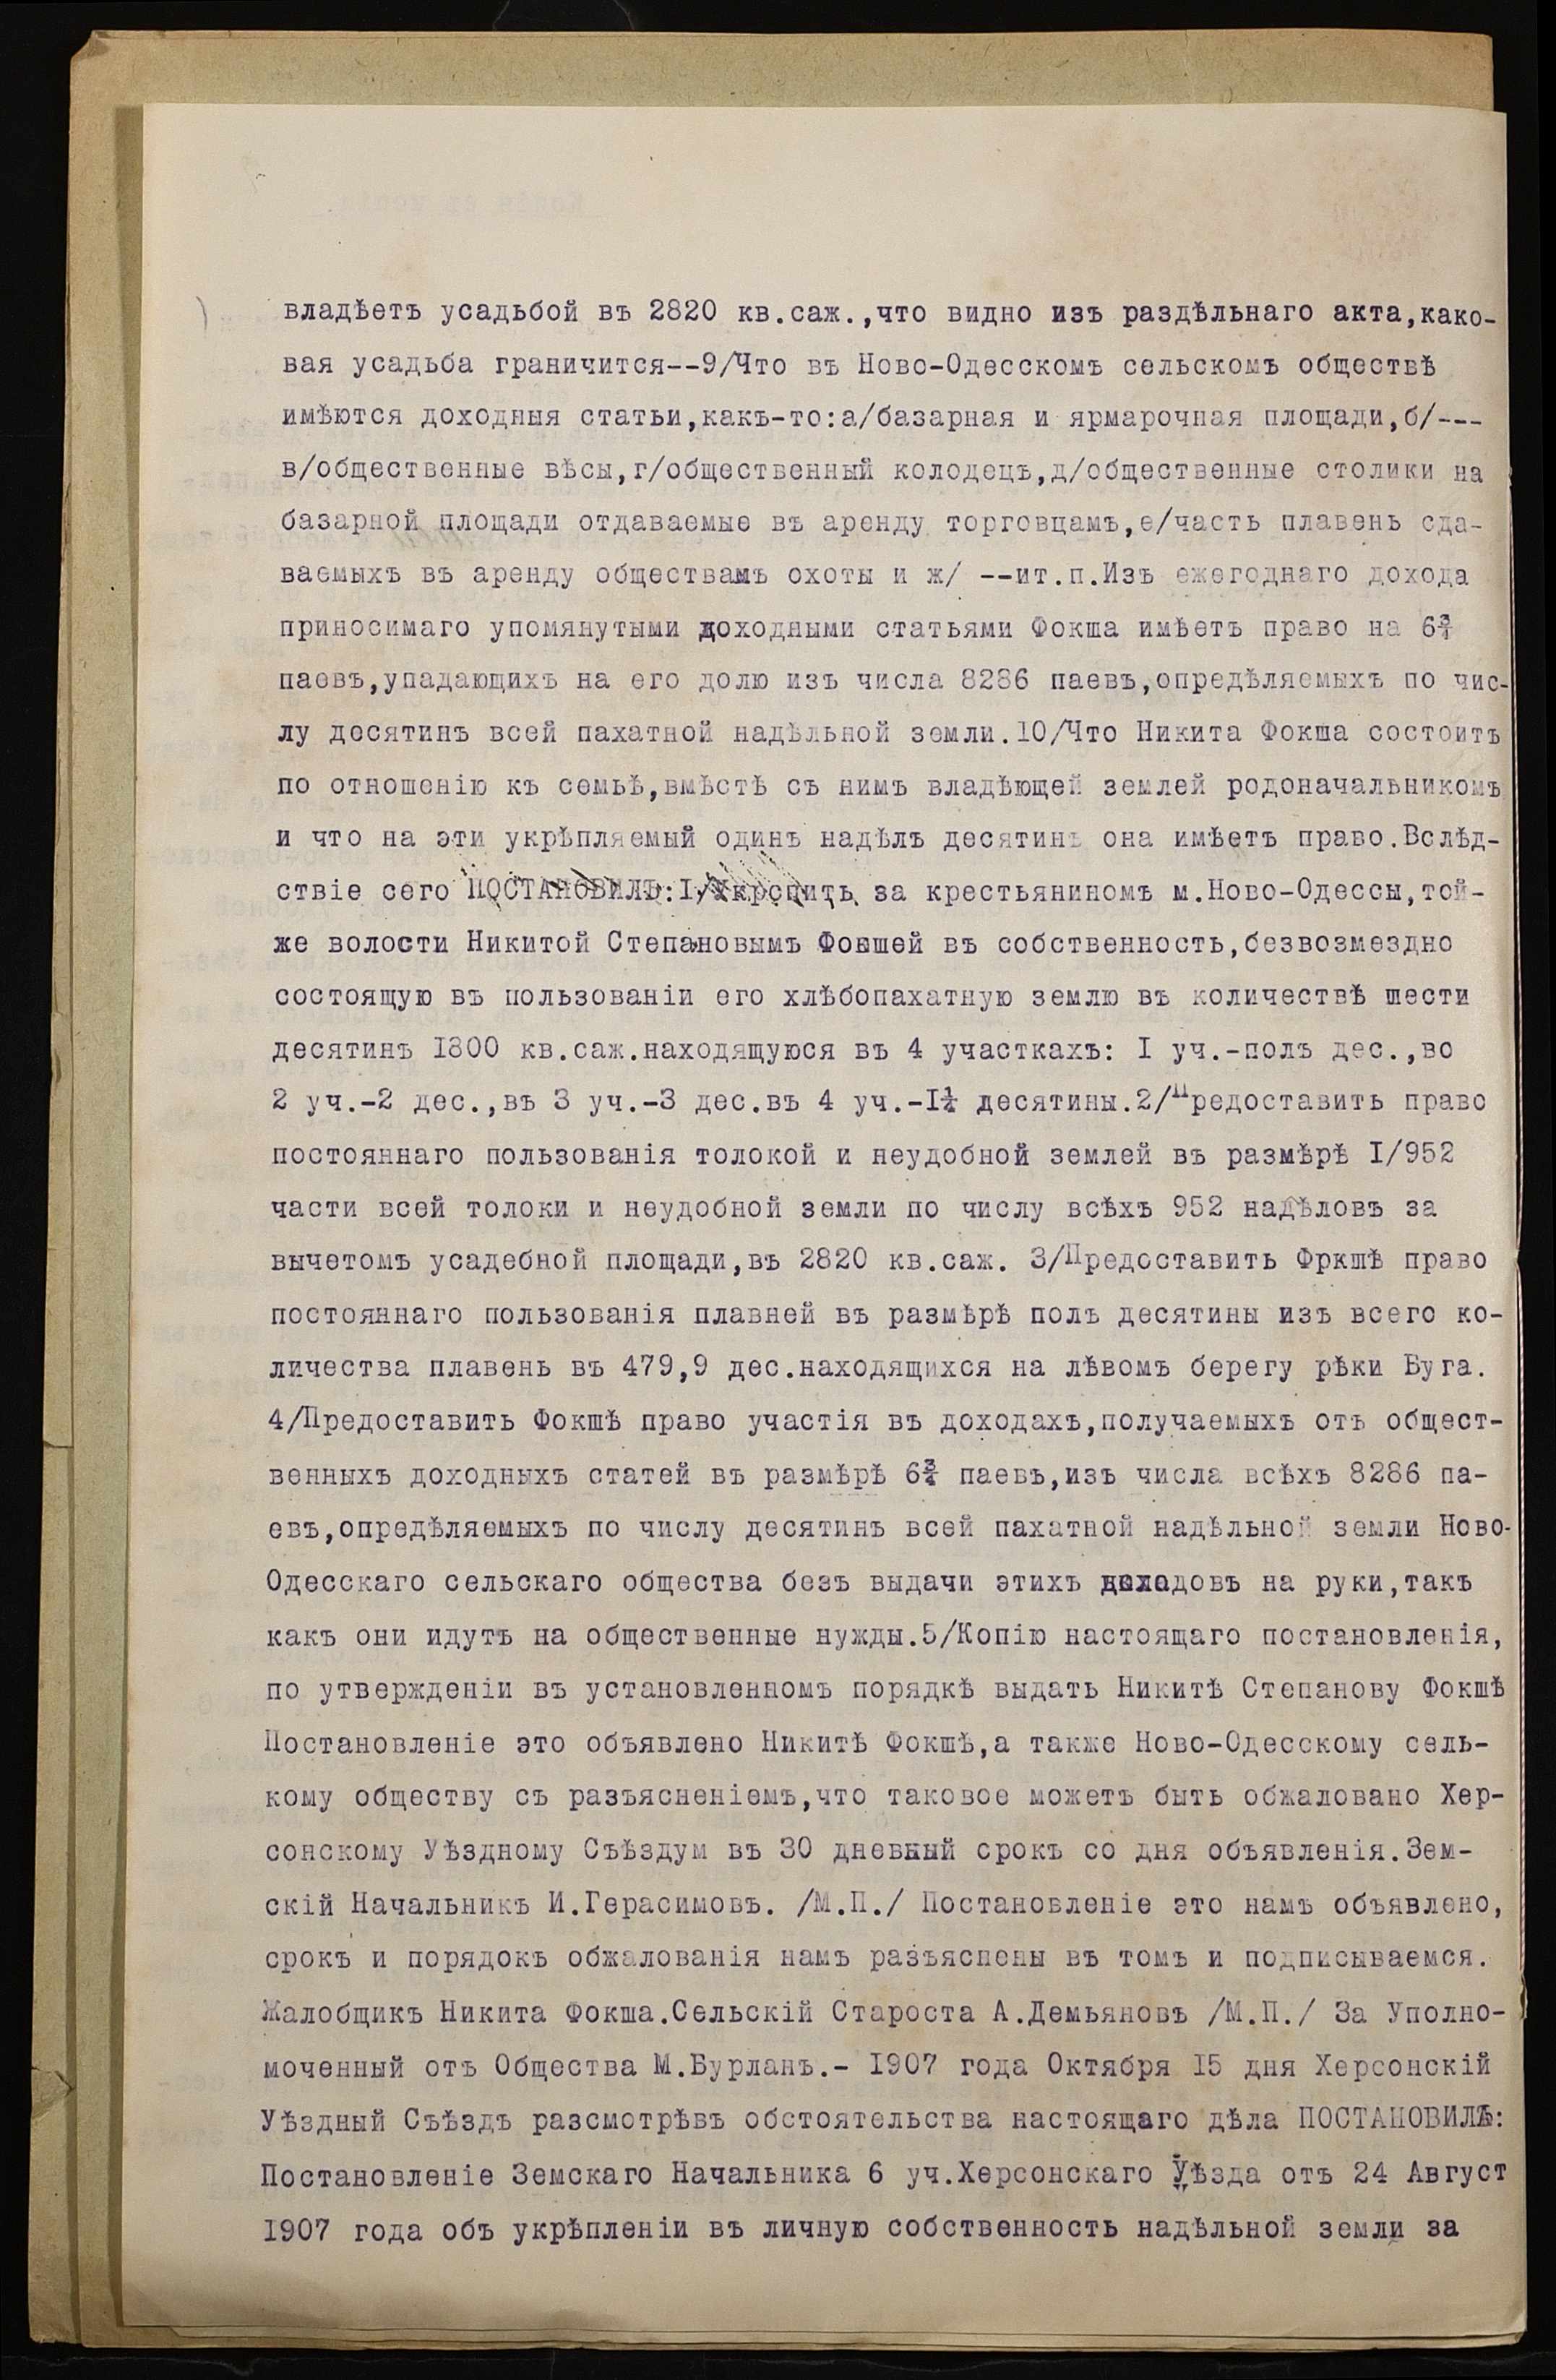 владѣетъ усадьбой въ 2820 кв.саж.,что видно изъ раздѣльнаго акта,како-
вая усадьба граничится--9/Что въ Ново-Одесскомъ сельскомъ обществѣ
имѣются доходныя статьи,какъ-то:а/базарная и ярмарочная площади,б/---
в/общественные вѣсы,г/общественный колодецъ,д/общественные столики на
базарной площади отдаваемые въ аренду торговцамъ,е/часть плавень сда-
ваемыхъ въ аренду обществамъ охоты и ж/ --ит.п.Изъ ежегоднаго дохода
приносимаго упомянутыми доходными статьями Фокша имѣетъ право на 6¾
паевъ,упадающихъ на его долю изъ числа 8286 паевъ,опредѣляемыхъ по чис-
лу десятинъ всей пахатной надѣльной земли.10/Что Никита Фокша состоитъ
по отношенію къ семьѣ,вмѣстѣ съ нимъ владѣющей землей родоначальникомъ
и что на эти укрѣпляемый одинъ надѣлъ десятинъ она имѣетъ право.Вслѣд-
ствіе сего ПОСТАНОВИЛЪ:I/Укрепить за крестьяниномъ м.Ново-Одессы,той-
же волости Никитой Степановымъ Фокшей въ собственность,безвозмездно
состоящую въ пользованіи его хлѣбопахатную землю въ количествѣ шести
десятинъ I800 кв.саж.находящуюся въ 4 участкахъ: I уч.-полъ дес.,во
2 уч.-2 дес.,въ 3 уч.-3 дес.въ 4 уч.-I¼ десятины.2/Предоставить право
постояннаго пользованія толокой и неудобной землей въ размѣрѣ I/952
части всей толоки и неудобной земли по числу всѣхъ 952 надѣловъ за
вычетомъ усадебной площади,въ 2820 кв.саж. 3/Предоставить Фркшѣ право
постояннаго пользованія плавней въ размѣрѣ полъ десятины изъ всего ко-
личества плавень въ 479,9 дес.находящихся на лѣвомъ берегу рѣки Буга.
4/Предоставить Фокшѣ право участія въ доходахъ,получаемыхъ отъ общест-
венныхъ доходныхъ статей въ размѣрѣ 6¾ паевъ,изъ числа всѣхъ 8286 па-
евъ,опредѣляемыхъ по числу десятинъ всей пахатной надѣльной земли Ново-
Одесскаго сельскаго общества безъ выдачи этихъ доходовъ на руки,такъ
какъ они идутъ на общественные нужды.5/Копію настоящаго постановленія,
по утвержденіи въ установленномъ порядкѣ выдать Никитѣ Степанову Фокшѣ
Постановленіе это объявлено Никитѣ Фокшѣ,а также Ново-Одесскому сель-
кому обществу съ разъясненіемъ,что таковое можетъ быть обжаловано Хер-
сонскому Уѣздному Съѣздум въ 30 дневный срокъ со дня объявленія.Зем-
скій Начальникъ И.Герасимовъ. /М.П./ Постановленіе это намъ объявлено,
срокъ и порядокъ обжалованія намъ разъяснены въ томъ и подписываемся.
Жалобщикъ Никита Фокша.Сельскій Староста А.Демьяновъ /М.П./ За Уполно-
моченный отъ Общества М.Бурланъ.- I907 года Октября I5 дня Херсонскій
Уѣздный Съѣздъ разсмотрѣвъ обстоятельства настоящаго дѣла ПОСТАНОВИЛЪ:
Постановленіе Земскаго Начальника 6 уч.Херсонскаго Уѣзда отъ 24 Август
1907 года объ укрѣпленіи въ личную собственность надѣльной земли за